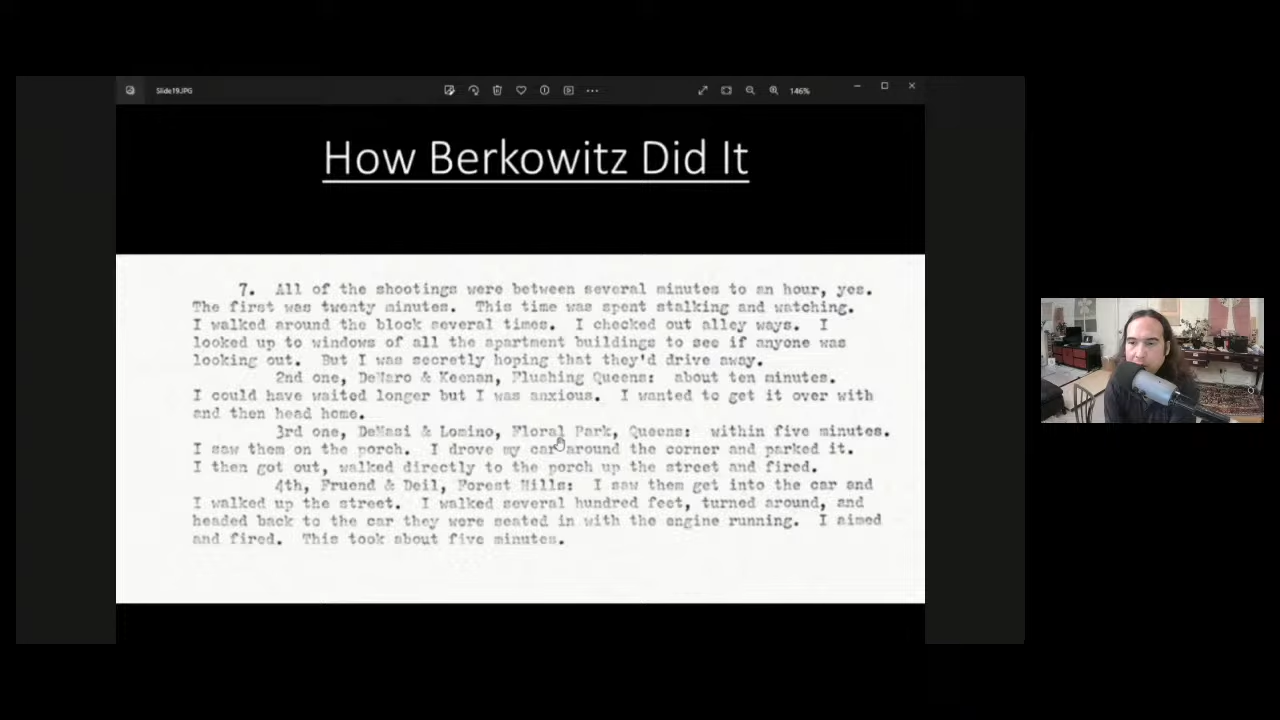 Slide19.JPG
146%
How Berkowitz Did It
7. All of the shootings were between several minutes to an hour, yes.
The first was twenty minutes. This time was spent stalking and watching.
I walked around the block several times. I checked out alley ways. I
looked up to windows of all the apartment buildings to see if anyone was
looking out. But I was secretly hoping that they'd drive away.
2nd one, DeNaro & Keenan, Flushing Queens: about ten minutes.
I could have waited longer but I was anxious. I wanted to get it over with
and then head home.
3rd one, DeMasi & Lomino, Floral Park, Queens: within five minutes.
I saw them on the porch. I drove my car around the corner and parked it.
I then got out, walked directly to the porch up the street and fired.
4th, Fruend & Deil, Forest Hills: I saw them get into the car and
I walked up the street. I walked several hundred feet, turned around, and
headed back to the car they were seated in with the engine running. I aimed
and fired. This took about five minutes.